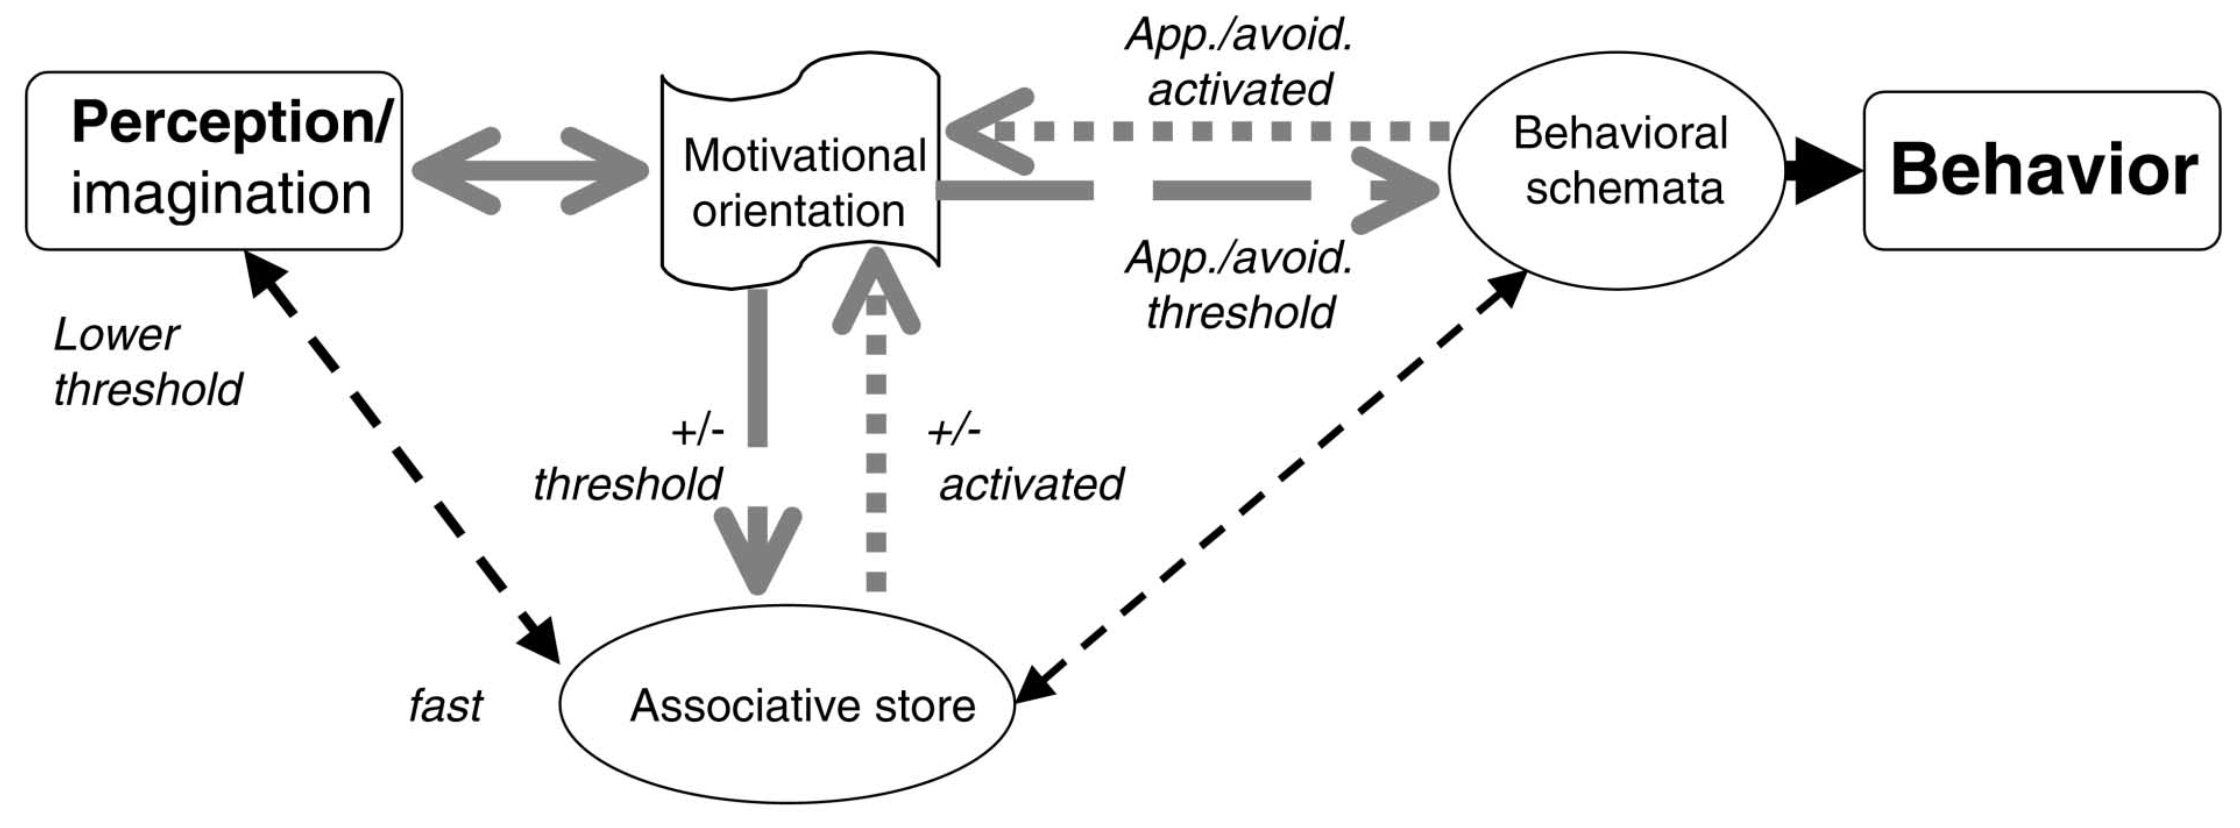 App./avoid.
activated
Perception/
imagination
Motivational
orientation
Behavioral
schemata
Behavior
App./avoid.
threshold
Lower
threshold
+/-
threshold
+/-
activated
fast
Associative store